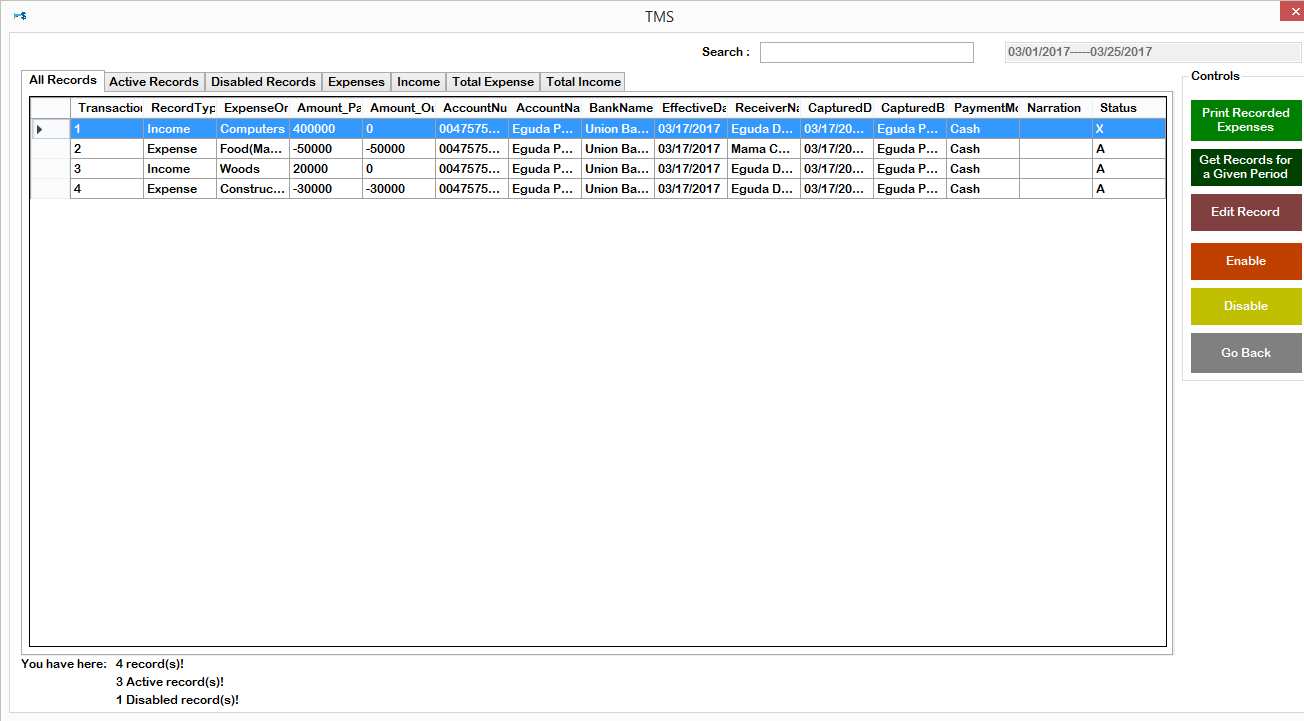 TMS
Search :
03/01/2017-----03/25/2017
All Records Active Records Disabled Records Expenses Income Total Expense Total Income
Controls
Transaction RecordTyp ExpenseOr Amount_Pa Amount_Ou AccountNu AccountNa BankName EffectiveDa ReceiverNa CapturedD CapturedB PaymentMo Narration Status
1 Income Computers 400000 0 0047575... Eguda P... Union Ba... 03/17/2017 Eguda D... 03/17/20... Eguda P... Cash X
2 Expense Food(Ma... -50000 -50000 0047575... Eguda P... Union Ba... 03/17/2017 Mama C... 03/17/20... Eguda P... Cash A
3 Income Woods 20000 0 0047575... Eguda P... Union Ba... 03/17/2017 Eguda D... 03/17/20... Eguda P... Cash A
4 Expense Construc... -30000 -30000 0047575... Eguda P... Union Ba... 03/17/2017 Eguda D... 03/17/20... Eguda P... Cash A
Print Recorded
Expenses
Get Records for
a Given Period
Edit Record
Enable
Disable
Go Back
You have here: 4 record(s)!
3 Active record(s)!
1 Disabled record(s)!